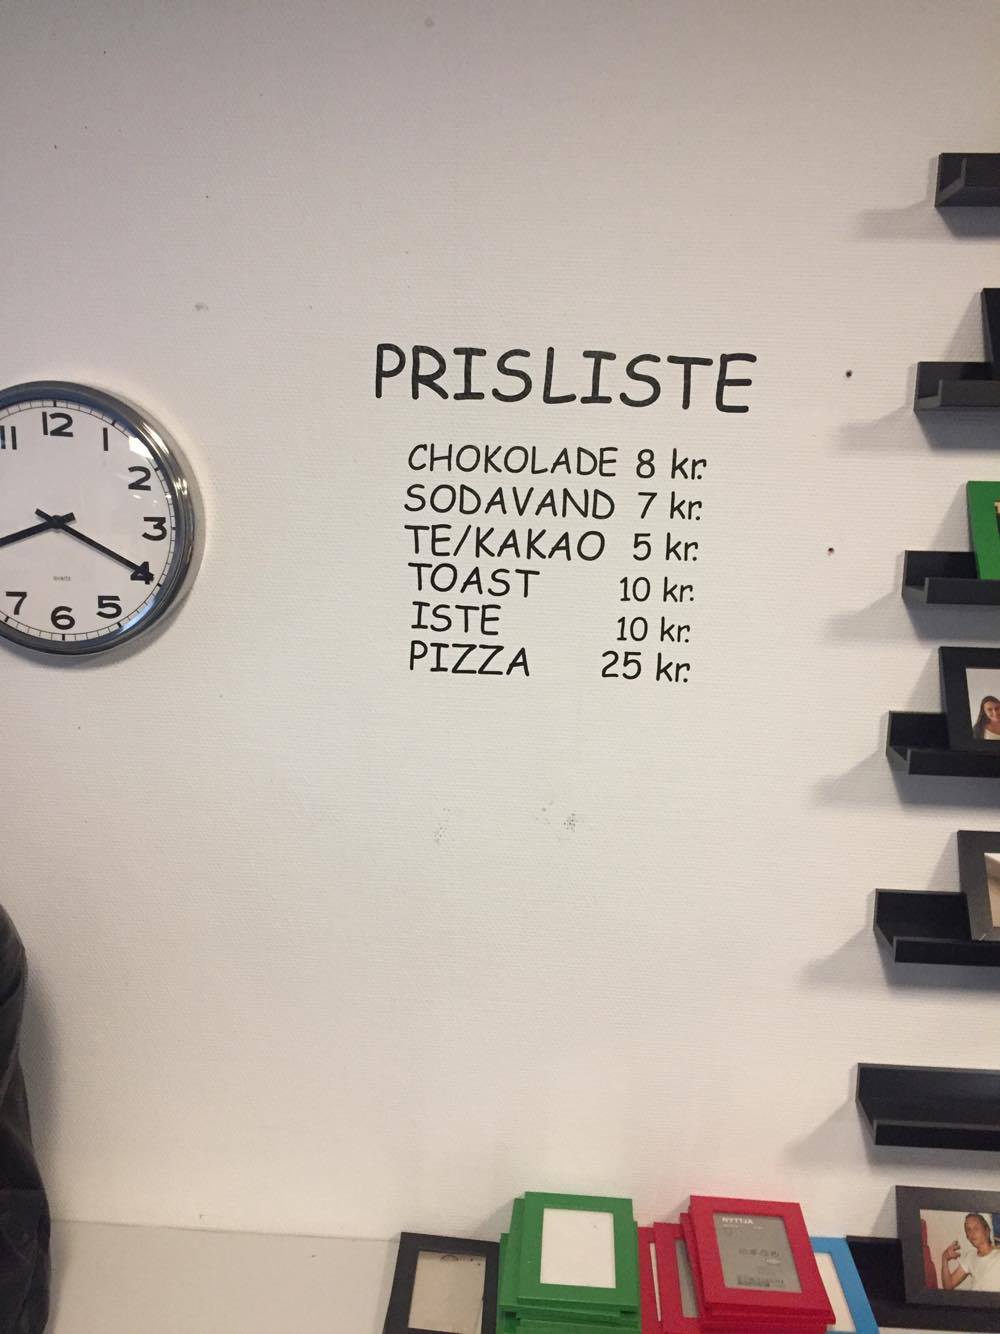 PRISLISTE
CHOKOLADE 8 kr.
SODAVAND 7 kr.
TE/KAKAO 5 kr.
TOAST 10 kr.
ISTE 10 kr.
PIZZA 25 kr.
11 12 1
2
3
4
5
6
7
NYTTJA